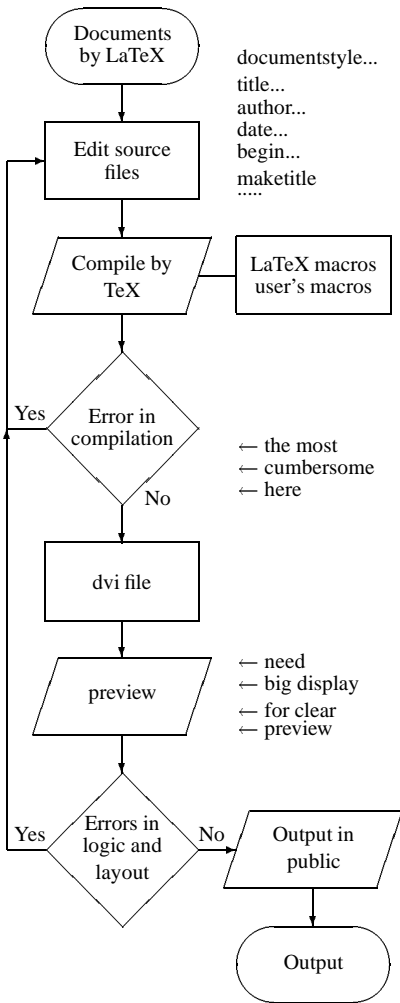 Documents
by LaTeX
documentstyle...
title...
author...
date...
begin...
maketitle
.....
Edit source
files
Compile by
TeX
LaTeX macros
user's macros
Yes
Error in
compilation
← the most
← cumbersome
← here
No
dvi file
preview
← need
← big display
← for clear
← preview
Yes
Errors in
logic and
layout
No
Output in
public
Output